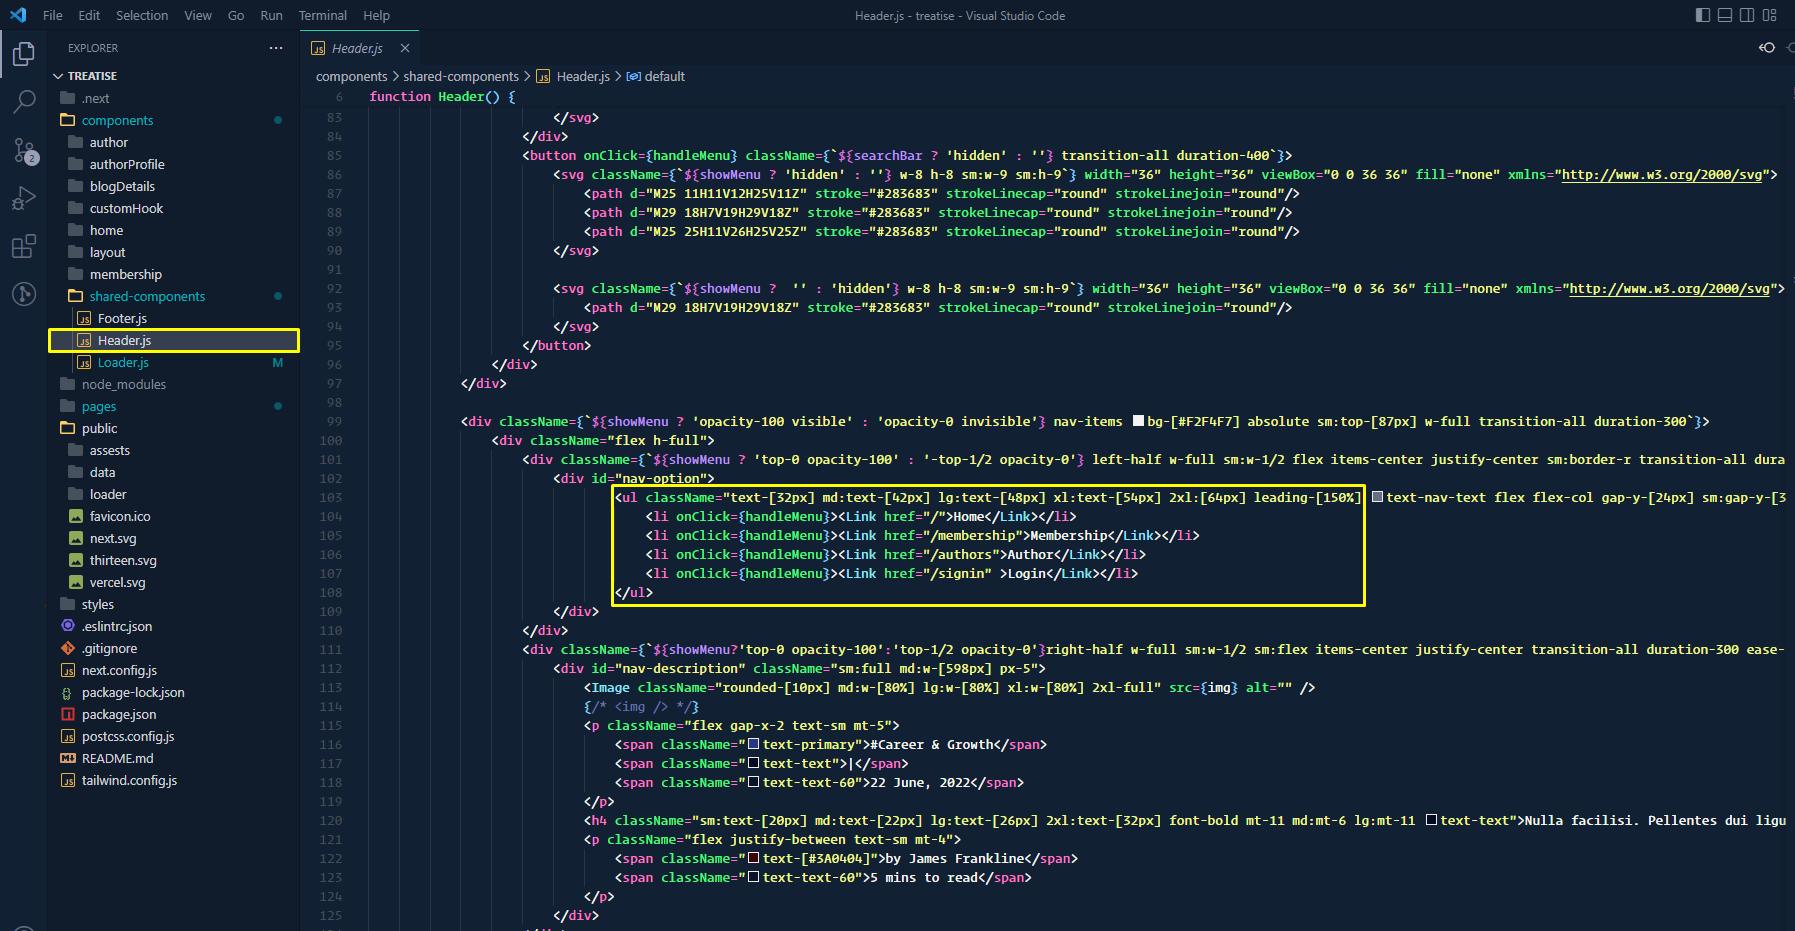 File Edit Selection View Go Run Terminal Help
Header.js - treatise - Visual Studio Code
EXPLORER
TREATISE
.next
components
author
authorProfile
blogDetails
customHook
home
layout
membership
shared-components
Footer.js
Header.js
Loader.js M
node_modules
pages
public
assests
data
loader
favicon.ico
next.svg
thirteen.svg
vercel.svg
styles
.eslintrc.json
.gitignore
next.config.js
package-lock.json
package.json
postcss.config.js
README.md
tailwind.config.js
2
Header.js
components > shared-components > Header.js > default
6 function Header() {
83 </svg>
84 </div>
85 <button onClick={handleMenu} className={`${searchBar ? 'hidden' : ''} transition-all duration-400`}>
86 <svg className={`${showMenu ? 'hidden' : ''} w-8 h-8 sm:w-9 sm:h-9`} width="36" height="36" viewBox="0 0 36 36" fill="none" xmlns="http://www.w3.org/2000/svg">
87 <path d="M25 11H11V12H25V11Z" stroke="#283683" strokeLinecap="round" strokeLinejoin="round"/>
88 <path d="M29 18H7V19H29V18Z" stroke="#283683" strokeLinecap="round" strokeLinejoin="round"/>
89 <path d="M25 25H11V26H25V25Z" stroke="#283683" strokeLinecap="round" strokeLinejoin="round"/>
90 </svg>
91
92 <svg className={`${showMenu ?  '' : 'hidden'} w-8 h-8 sm:w-9 sm:h-9`} width="36" height="36" viewBox="0 0 36 36" fill="none" xmlns="http://www.w3.org/2000/svg">
93 <path d="M29 18H7V19H29V18Z" stroke="#283683" strokeLinecap="round" strokeLinejoin="round"/>
94 </svg>
95 </button>
96 </div>
97 </div>
98
99 <div className={`${showMenu ? 'opacity-100 visible' : 'opacity-0 invisible'} nav-items bg-[#F2F4F7] absolute sm:top-[87px] w-full transition-all duration-300`}>
100 <div className="flex h-full">
101 <div className={`${showMenu ? 'top-0 opacity-100' : '-top-1/2 opacity-0'} left-half w-full sm:w-1/2 flex items-center justify-center sm:border-r transition-all dura
102 <div id="nav-option">
103 <ul className="text-[32px] md:text-[42px] lg:text-[48px] xl:text-[54px] 2xl:[64px] leading-[150%] text-nav-text flex flex-col gap-y-[24px] sm:gap-y-[3
104 <li onClick={handleMenu}><Link href="/">Home</Link></li>
105 <li onClick={handleMenu}><Link href="/membership">Membership</Link></li>
106 <li onClick={handleMenu}><Link href="/authors">Author</Link></li>
107 <li onClick={handleMenu}><Link href="/signin" >Login</Link></li>
108 </ul>
109 </div>
110 </div>
111 <div className={`${showMenu?'top-0 opacity-100':'top-1/2 opacity-0'}right-half w-full sm:w-1/2 sm:flex items-center justify-center transition-all duration-300 ease-
112 <div id="nav-description" className="sm:full md:w-[598px] px-5">
113 <Image className="rounded-[10px] md:w-[80%] lg:w-[80%] xl:w-[80%] 2xl-full" src={img} alt="" />
114 {/* <img /> */}
115 <p className="flex gap-x-2 text-sm mt-5">
116 <span className="text-primary">#Career & Growth</span>
117 <span className="text-text">|</span>
118 <span className="text-text-60">22 June, 2022</span>
119 </p>
120 <h4 className="sm:text-[20px] md:text-[22px] lg:text-[26px] 2xl:text-[32px] font-bold mt-11 md:mt-6 lg:mt-11 text-text">Nulla facilisi. Pellentes dui ligu
121 <p className="flex justify-between text-sm mt-4">
122 <span className="text-[#3A0404]">by James Frankline</span>
123 <span className="text-text-60">5 mins to read</span>
124 </p>
125 </div>